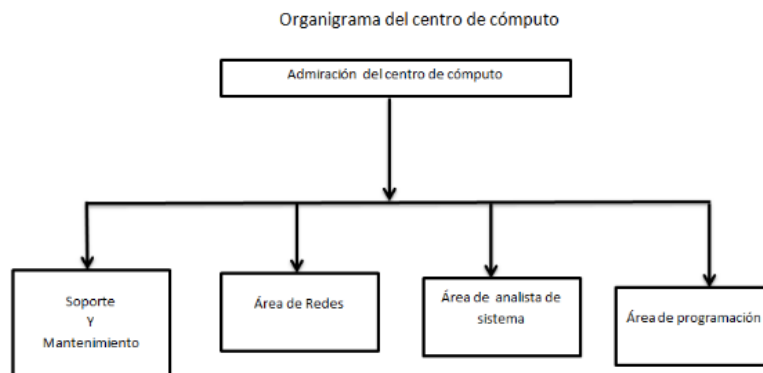 Organigrama del centro de cómputo
Admiración del centro de cómputo
Soporte
Y
Mantenimiento
Área de Redes
Área de analista de
sistema
Área de programación